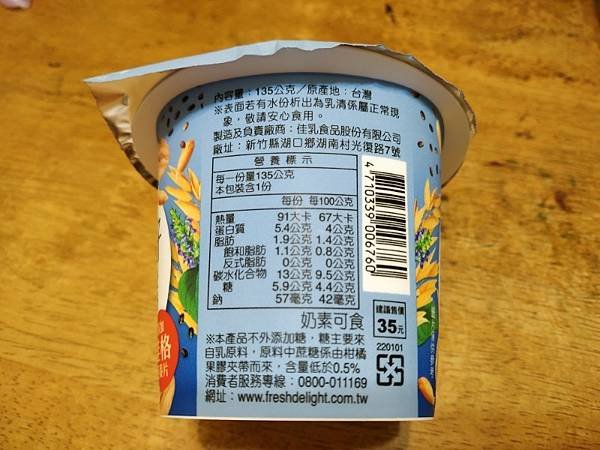 內容量：135公克／原產地：台灣
※表面若有水份析出為乳清係屬正常現
象，敬請安心食用。
製造及負責廠商：佳乳食品股份有限公司
廠址：新竹縣湖口鄉湖南村光復路7號
營養標示
每一份量135公克
本包裝含1份
每份 每100公克
熱量 91大卡 67大卡
蛋白質 5.4公克 4公克
脂肪 1.9公克 1.4公克
飽和脂肪 1.1公克 0.8公克
反式脂肪 0公克 0公克
碳水化合物 13公克 9.5公克
糖 5.9公克 4.4公克
鈉 57毫克 42毫克
4 710339 006760
奶素可食
建議售價
35元
220101
※本產品不外添加糖，糖主要來
自乳原料，原料中蔗糖係由柑橘
果膠夾帶而來，含量低於0.5%
消費者服務專線：0800-011169
網址：www.freshdelight.com.tw
格
片